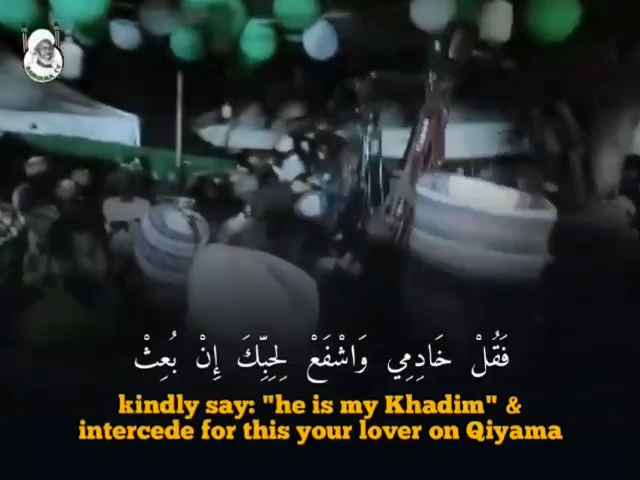 فَقُلْ خَادِمِي وَاشْفَعْ لِحِبِّكَ إِنْ بُعِثْ
kindly say: "he is my Khadim" &
intercede for this your lover on Qiyama